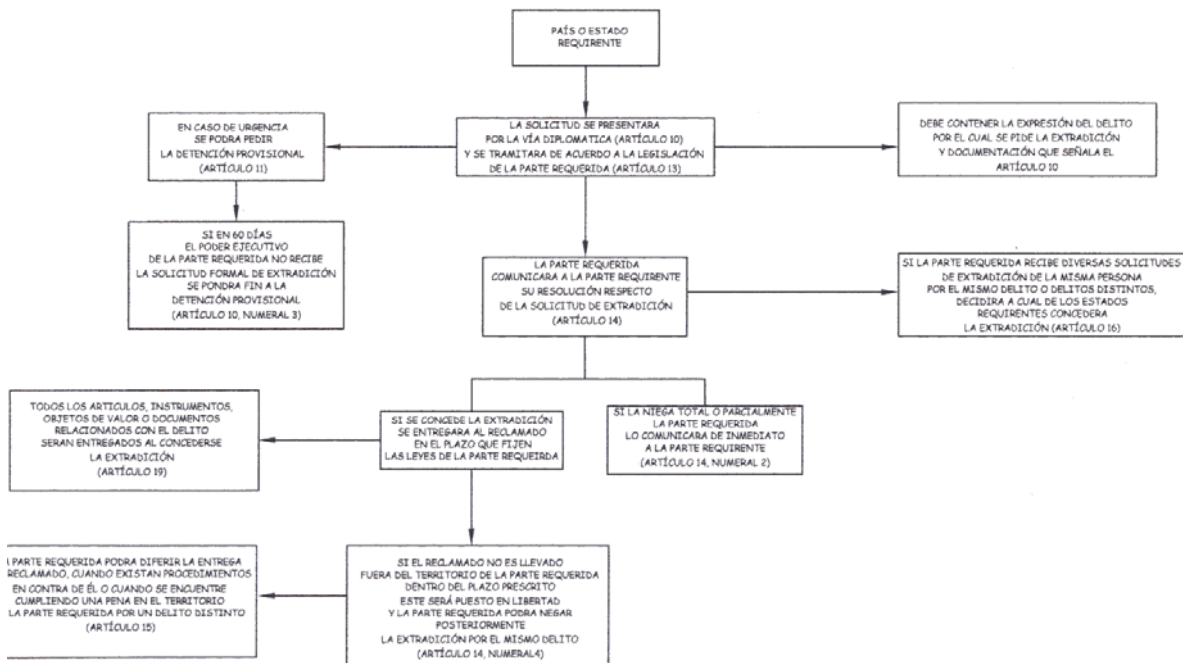 PAÍS O ESTADO
REQUIRENTE
EN CASO DE URGENCIA
SE PODRA PEDIR
LA DETENCIÓN PROVISIONAL
(ARTÍCULO 11)
LA SOLICITUD SE PRESENTARA
POR LA VÍA DIPLOMATICA (ARTÍCULO 10)
Y SE TRAMITARA DE ACUERDO A LA LEGISLACIÓN
DE LA PARTE REQUERIDA (ARTÍCULO 13)
DEBE CONTENER LA EXPRESIÓN DEL DELITO
POR EL CUAL SE PIDE LA EXTRADICIÓN
Y DOCUMENTACIÓN QUE SEÑALA EL
ARTÍCULO 10
SI EN 60 DÍAS
EL PODER EJECUTIVO
DE LA PARTE REQUERIDA NO RECIBE
LA SOLICITUD FORMAL DE EXTRADICIÓN
SE PONDRA FIN A LA
DETENCIÓN PROVISIONAL
(ARTÍCULO 10, NUMERAL 3)
LA PARTE REQUERIDA
COMUNICARA A LA PARTE REQUIRENTE
SU RESOLUCIÓN RESPECTO
DE LA SOLICITUD DE EXTRADICIÓN
(ARTÍCULO 14)
SI LA PARTE REQUERIDA RECIBE DIVERSAS SOLICITUDES
DE EXTRADICIÓN DE LA MISMA PERSONA
POR EL MISMO DELITO O DELITOS DISTINTOS,
DECIDIRA A CUAL DE LOS ESTADOS
REQUIRENTES CONCEDERA
LA EXTRADICIÓN (ARTÍCULO 16)
TODOS LOS ARTICULOS, INSTRUMENTOS,
OBJETOS DE VALOR O DOCUMENTOS
RELACIONADOS CON EL DELITO
SERAN ENTREGADOS AL CONCEDERSE
LA EXTRADICIÓN
(ARTÍCULO 19)
SI SE CONCEDE LA EXTRADICIÓN
SE ENTREGARA AL RECLAMADO
EN EL PLAZO QUE FIJEN
LAS LEYES DE LA PARTE REQUEIRDA
SI LA NIEGA TOTAL O PARCIALMENTE
LA PARTE REQUERIDA
LO COMUNICARA DE INMEDIATO
A LA PARTE REQUIRENTE
(ARTÍCULO 14, NUMERAL 2)
PARTE REQUERIDA PODRA DIFERIR LA ENTREGA
RECLAMADO, CUANDO EXISTAN PROCEDIMIENTOS
EN CONTRA DE ÉL O CUANDO SE ENCUENTRE
CUMPLIENDO UNA PENA EN EL TERRITORIO
LA PARTE REQUERIDA POR UN DELITO DISTINTO
(ARTÍCULO 15)
SI EL RECLAMADO NO ES LLEVADO
FUERA DEL TERRITORIO DE LA PARTE REQUERIDA
DENTRO DEL PLAZO PRESCRITO
ESTE SERÁ PUESTO EN LIBERTAD
Y LA PARTE REQUERIDA PODRA NEGAR
POSTERIORMENTE
LA EXTRADICIÓN POR EL MISMO DELITO
(ARTÍCULO 14, NUMERAL4)